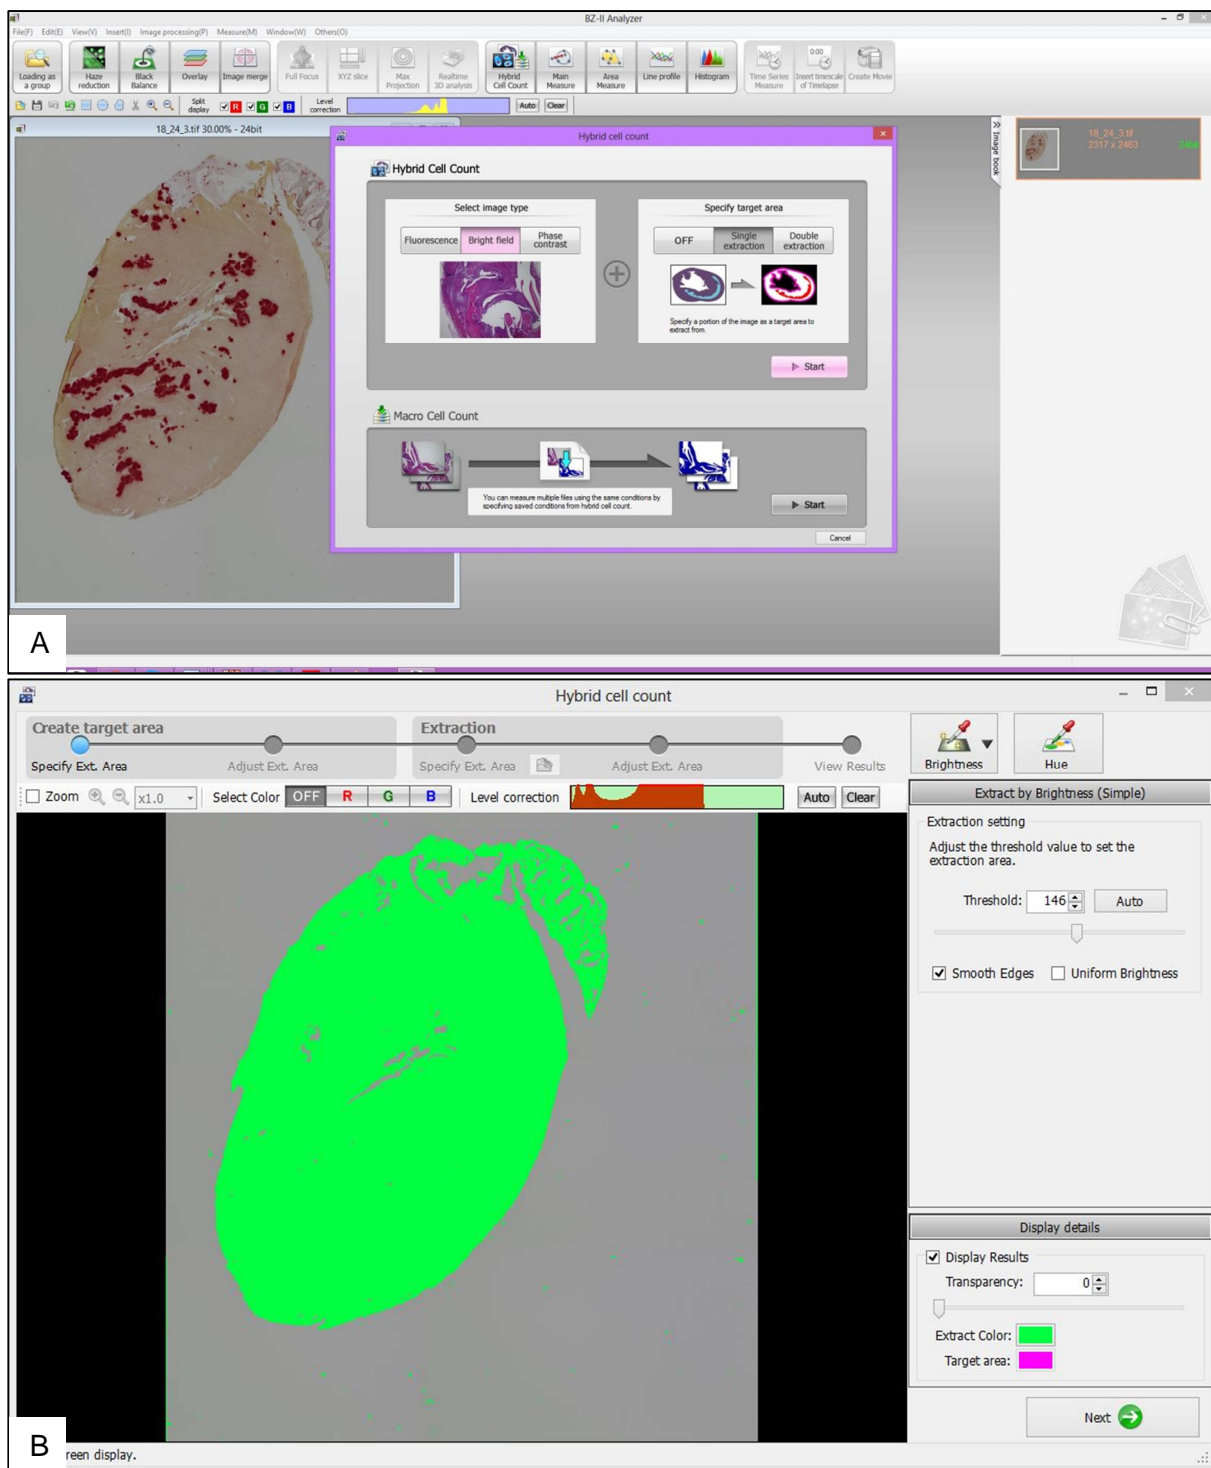 BZ-II Analyzer
File(F) Edit(E) View(V) Insert(I) Image processing(P) Measure(M) Window(W) Others(O)
Loading as a group
Haze reduction
Black Balance
Overlay
Image merge
Full Focus
XYZ slice
Max Projection
Realtime 3D analysis
Hybrid Cell Count
Main Measure
Area Measure
Line profile
Histogram
Time Series Measure
0:00
Insert timescale of Timelapse
Create Movie
Split display
R
G
B
Level correction
Auto
Clear
18_24_3.tif 30.00% - 24bit
Hybrid cell count
Image book
18_24_3.tif
2317 x 2463
24bit
Hybrid Cell Count
Select image type
Fluorescence
Bright field
Phase contrast
Specify target area
OFF
Single extraction
Double extraction
Specify a portion of the image as a target area to
extract from.
Start
Macro Cell Count
You can measure multiple files using the same conditions by
specifying saved conditions from hybrid cell count.
Start
Cancel
A
Hybrid cell count
Create target area
Extraction
Specify Ext. Area
Adjust Ext. Area
Specify Ext. Area
Adjust Ext. Area
View Results
Brightness
Hue
Zoom
x1.0
Select Color
OFF
R
G
B
Level correction
Auto
Clear
Extract by Brightness (Simple)
Extraction setting
Adjust the threshold value to set the
extraction area.
Threshold: 146
Auto
Smooth Edges
Uniform Brightness
Display details
Display Results
Transparency: 0
Extract Color:
Target area:
Next
B
reen display.